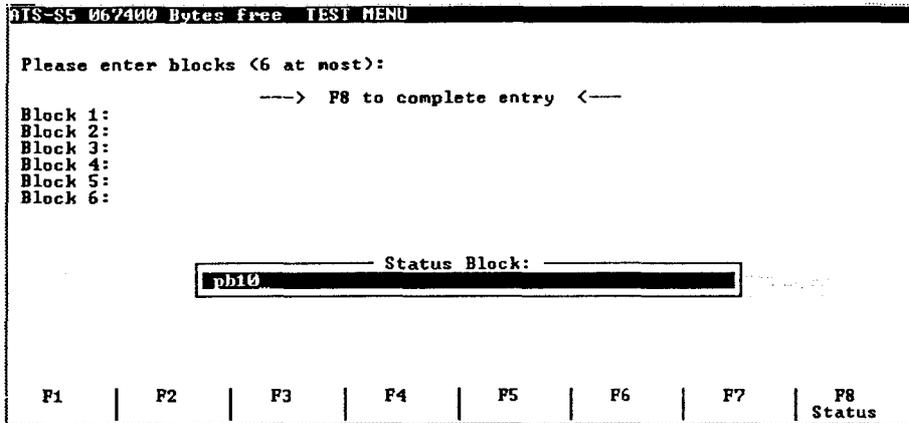 ATS-S5 067400 Bytes free TEST MENU
Please enter blocks (6 at most):
---> F8 to complete entry <---
Block 1:
Block 2:
Block 3:
Block 4:
Block 5:
Block 6:
Status Block:
pb10
F1 F2 F3 F4 F5 F6 F7 F8
Status